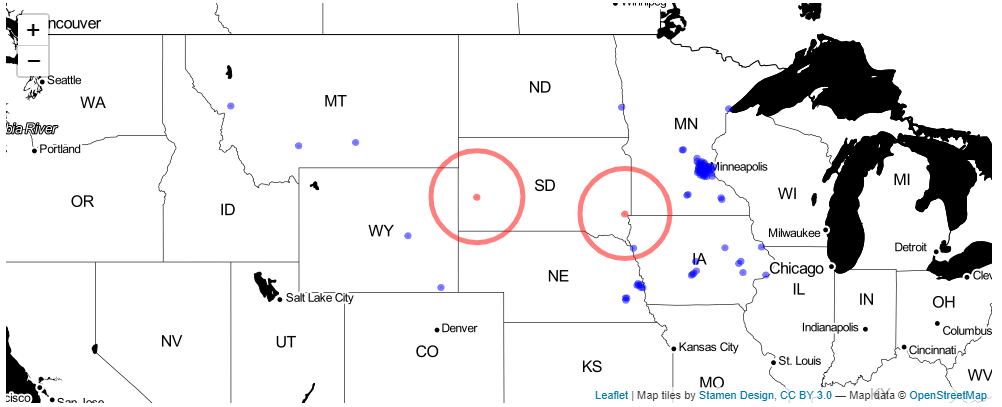 Winnipeg
ncouver
+
−
Seattle
WA
MT
ND
MN
bia River
Portland
Minneapolis
OR
ID
SD
WI
MI
WY
Milwaukee
Detroit
IA
Chicago
NE
IL
IN
OH
Clev
Salt Lake City
Denver
Indianapolis
Columbus
NV
UT
CO
Kansas City
St. Louis
Cincinnati
KS
MO
WV
KY
cisco
San Jose
Leaflet | Map tiles by Stamen Design, CC BY 3.0 — Map data © OpenStreetMap